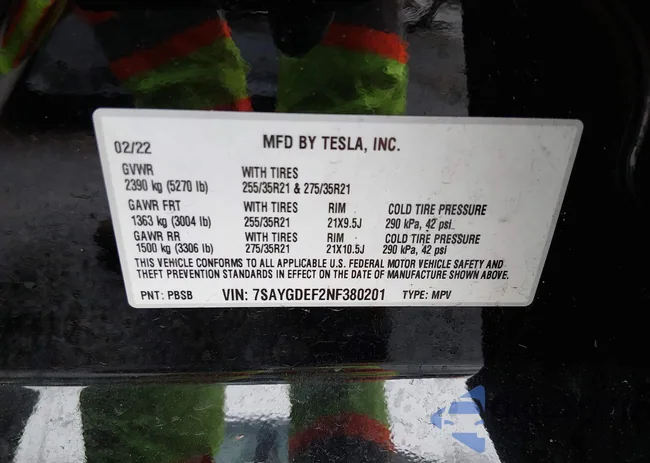 02/22 MFD BY TESLA, INC.
GVWR WITH TIRES
2390 kg (5270 lb) 255/35R21 & 275/35R21
GAWR FRT WITH TIRES RIM COLD TIRE PRESSURE
1363 kg (3004 lb) 255/35R21 21X9.5J 290 kPa, 42 psi
GAWR RR WITH TIRES RIM COLD TIRE PRESSURE
1500 kg (3306 lb) 275/35R21 21X10.5J 290 kPa, 42 psi
THIS VEHICLE CONFORMS TO ALL APPLICABLE U.S. FEDERAL MOTOR VEHICLE SAFETY AND
THEFT PREVENTION STANDARDS IN EFFECT ON THE DATE OF MANUFACTURE SHOWN ABOVE.
PNT: PBSB VIN: 7SAYGDEF2NF380201 TYPE: MPV